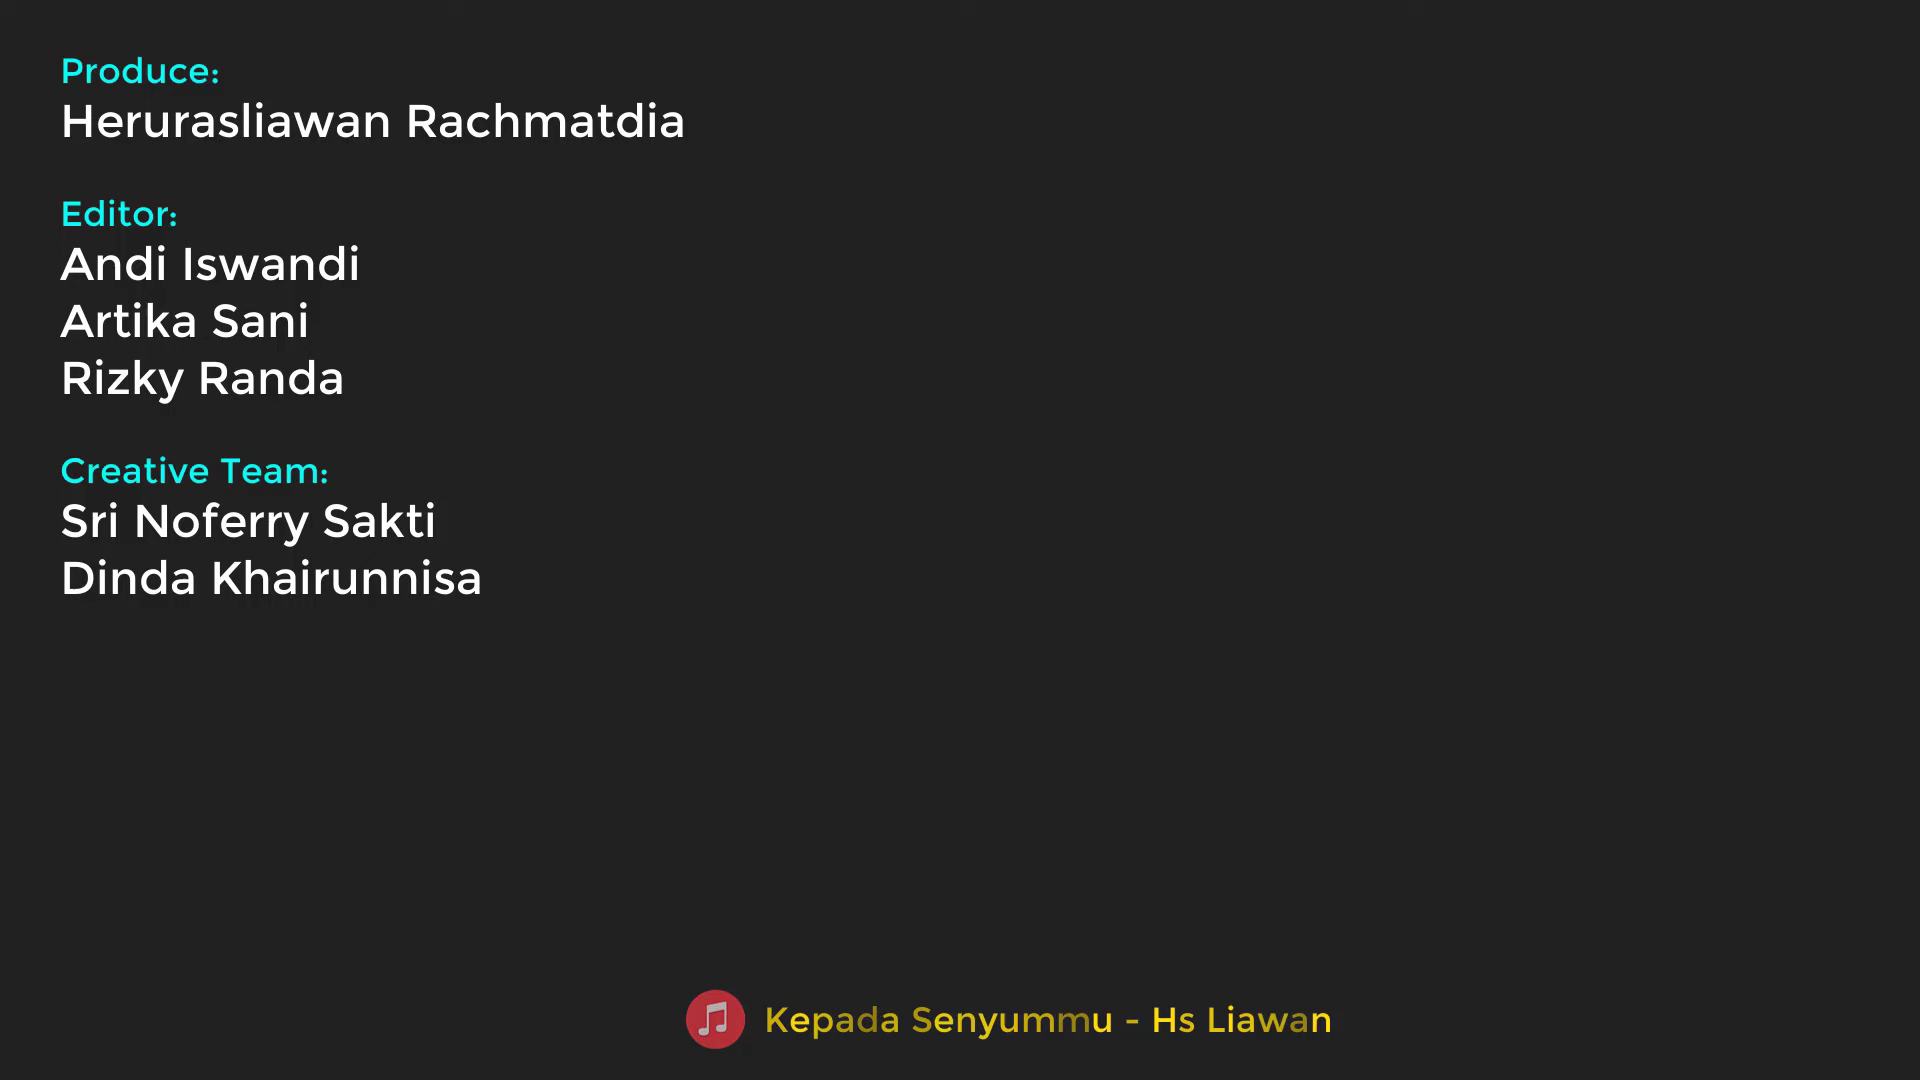 Produce:
Herurasliawan Rachmatdia
Editor:
Andi Iswandi
Artika Sani
Rizky Randa
Creative Team:
Sri Noferry Sakti
Dinda Khairunnisa
Kepada Senyummu - Hs Liawan